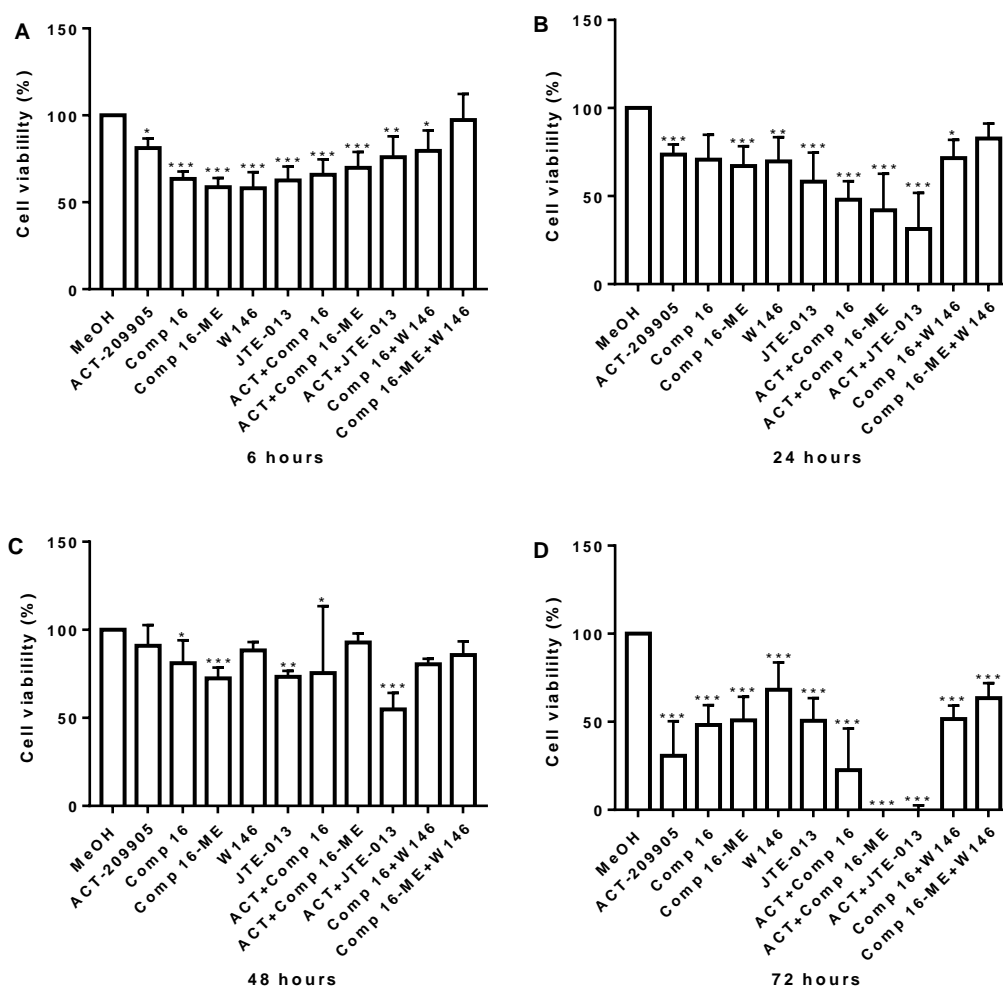 A
Cell viabililty (%)
150
100
50
0
*
***
***
***
***
***
***
**
*
MeOH
ACT-209905
Comp 16
Comp 16-ME
W146
JTE-013
ACT+Comp 16
ACT+Comp 16-ME
ACT+JTE-013
Comp 16+W146
Comp 16-ME+W146
6 hours
B
Cell viabililty (%)
150
100
50
0
***
***
**
***
***
***
***
*
MeOH
ACT-209905
Comp 16
Comp 16-ME
W146
JTE-013
ACT+Comp 16
ACT+Comp 16-ME
ACT+JTE-013
Comp 16+W146
Comp 16-ME+W146
24 hours
C
Cell viabililty (%)
150
100
50
0
*
***
**
*
***
MeOH
ACT-209905
Comp 16
Comp 16-ME
W146
JTE-013
ACT+Comp 16
ACT+Comp 16-ME
ACT+JTE-013
Comp 16+W146
Comp 16-ME+W146
48 hours
D
Cell viabililty (%)
150
100
50
0
***
***
***
***
***
***
***
***
***
***
MeOH
ACT-209905
Comp 16
Comp 16-ME
W146
JTE-013
ACT+Comp 16
ACT+Comp 16-ME
ACT+JTE-013
Comp 16+W146
Comp 16-ME+W146
72 hours